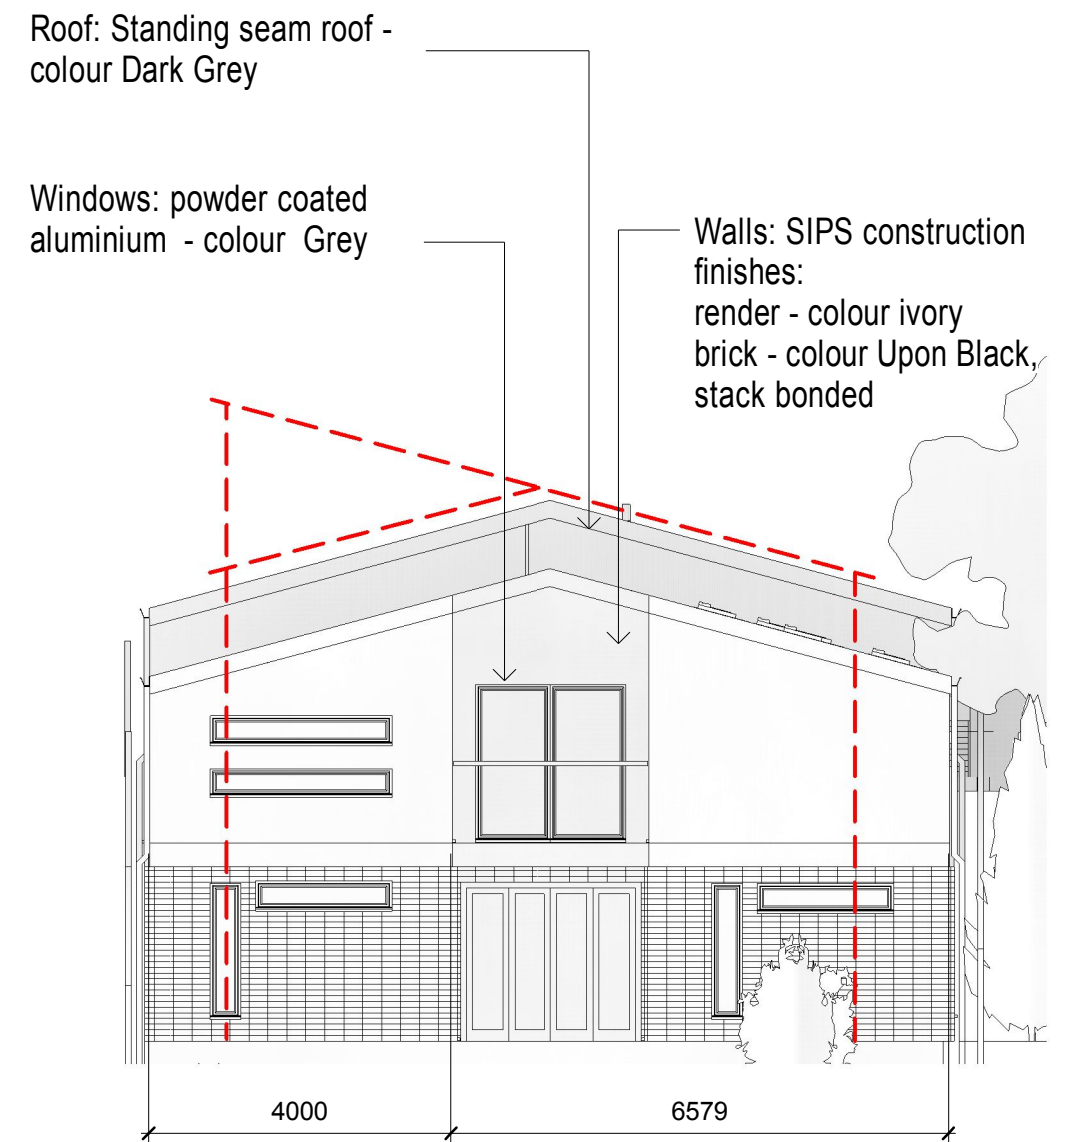 Roof: Standing seam roof -
colour Dark Grey
Windows: powder coated
aluminium - colour Grey
Walls: SIPS construction
finishes:
render - colour ivory
brick - colour Upon Black,
stack bonded
4000
6579